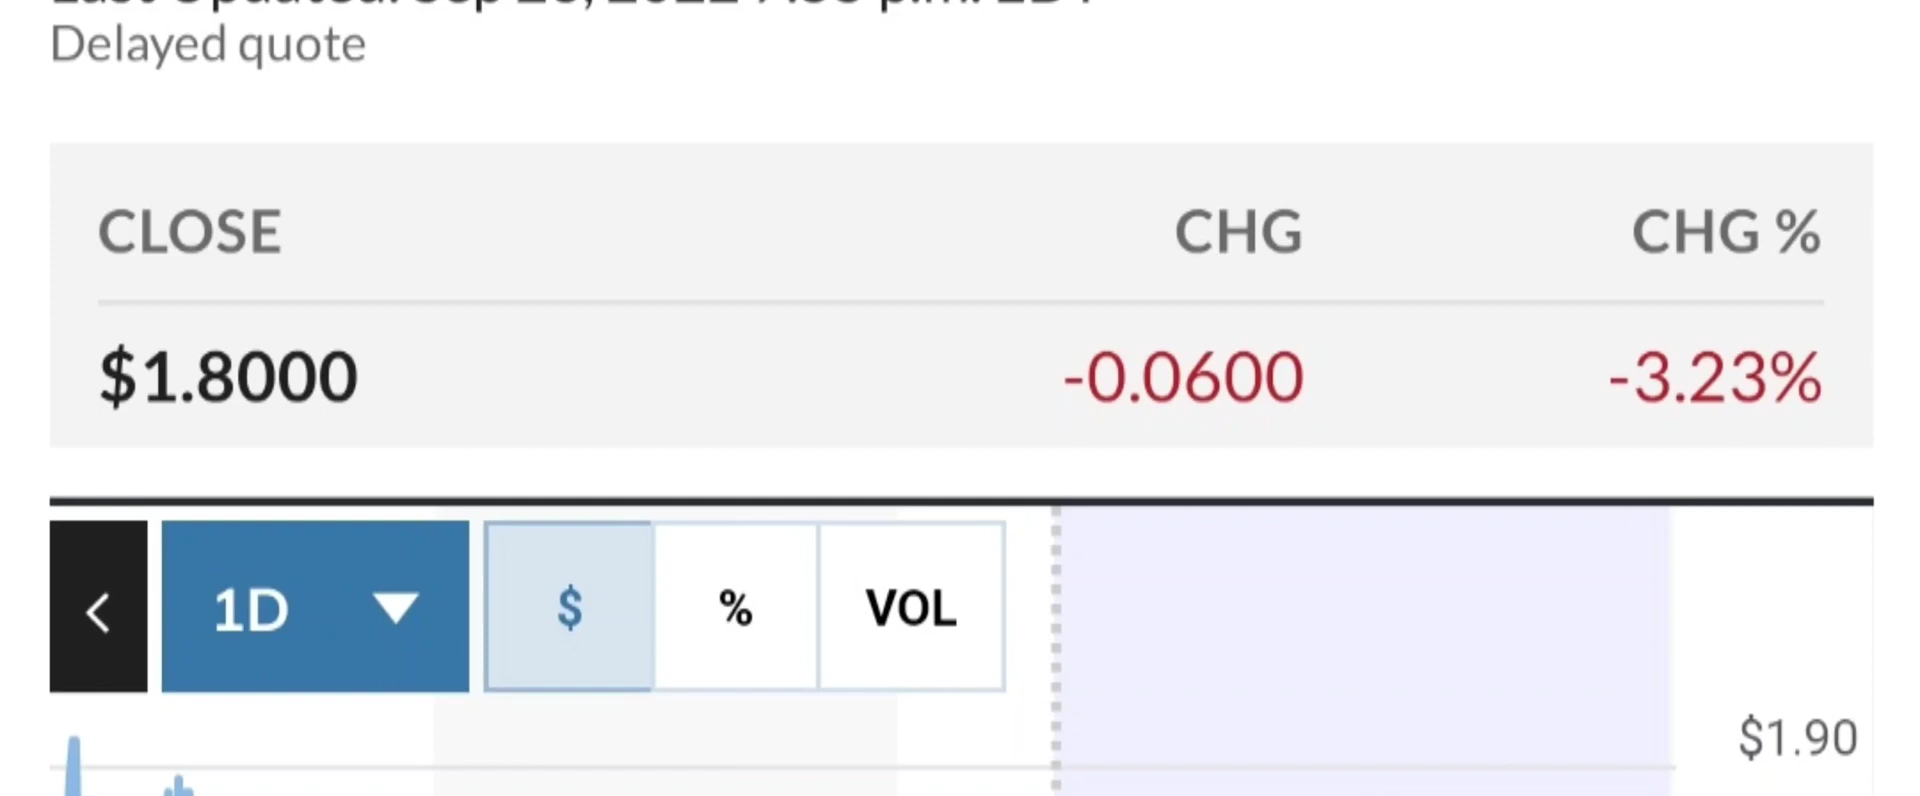 Delayed quote
CLOSE CHG CHG %
$1.8000 -0.0600 -3.23%
1D $ % VOL
$1.90